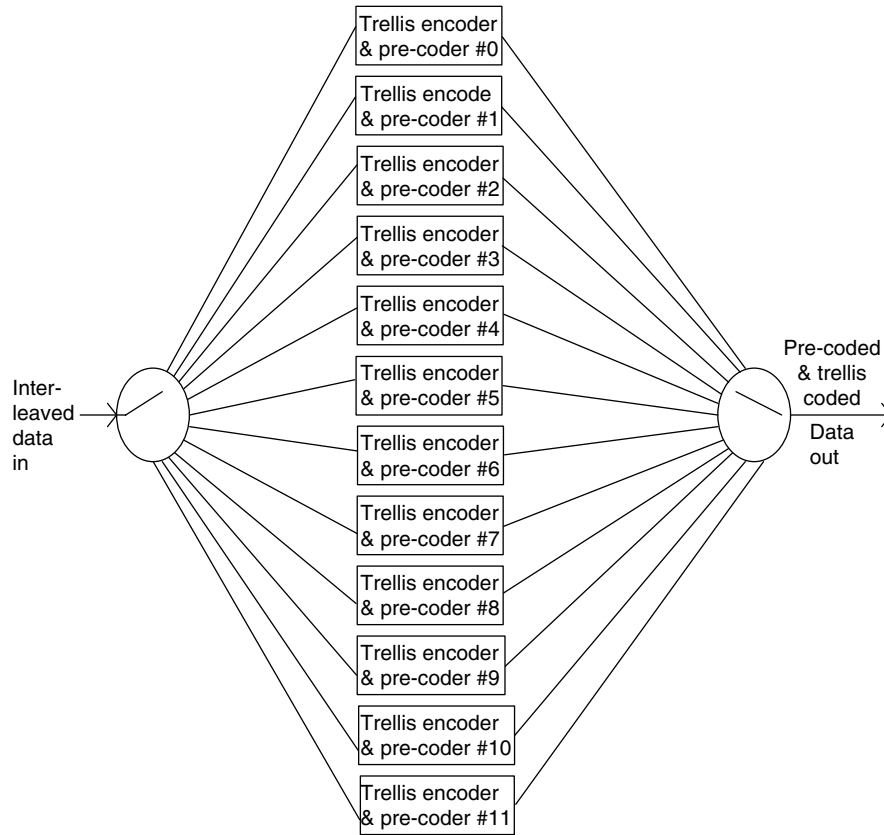 Trellis encoder
& pre-coder #0
Trellis encode
& pre-coder #1
Trellis encoder
& pre-coder #2
Trellis encoder
& pre-coder #3
Trellis encoder
& pre-coder #4
Trellis encoder
& pre-coder #5
Trellis encoder
& pre-coder #6
Trellis encoder
& pre-coder #7
Trellis encoder
& pre-coder #8
Trellis encoder
& pre-coder #9
Trellis encoder
& pre-coder #10
Trellis encoder
& pre-coder #11
Inter-
leaved
data
in
Pre-coded
& trellis
coded
Data
out